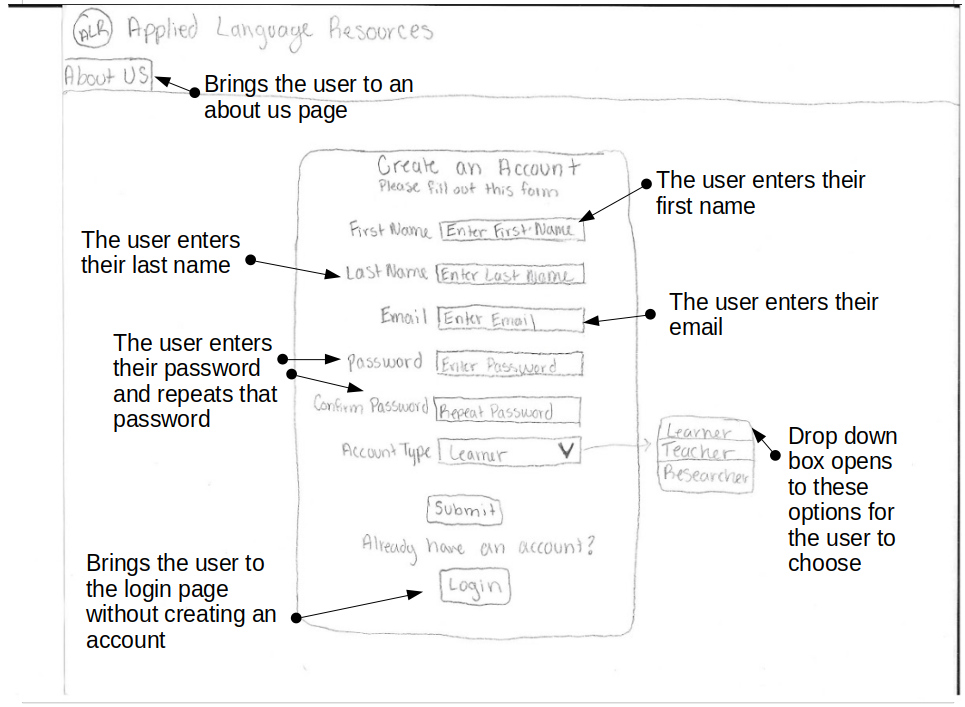 ALR Applied Language Resources
About US
Brings the user to an
about us page
Create an Account
Please fill out this form
The user enters their
first name
First Name Enter First Name
The user enters
their last name
Last Name Enter Last Name
The user enters their
email
Email Enter Email
The user enters
their password
and repeats that
password
Password Enter Password
Confirm Password Repeat Password
Account Type Learner
Learner
Teacher
Researcher
Drop down
box opens
to these
options for
the user to
choose
Submit
Already have an account?
Login
Brings the user to
the login page
without creating an
account